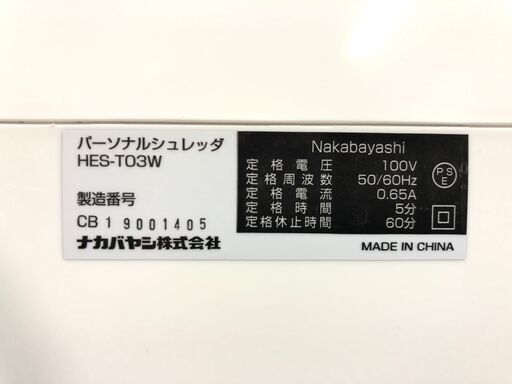 パーソナルシュレッダ
HES-T03W
製造番号
CB 1 9001405
ナカバヤシ株式会社
Nakabayashi
定格電圧 100V
定格周波数 50/60Hz
定格電流 0.65A
定格時間 5分
定格休止時間 60分
PSE
MADE IN CHINA